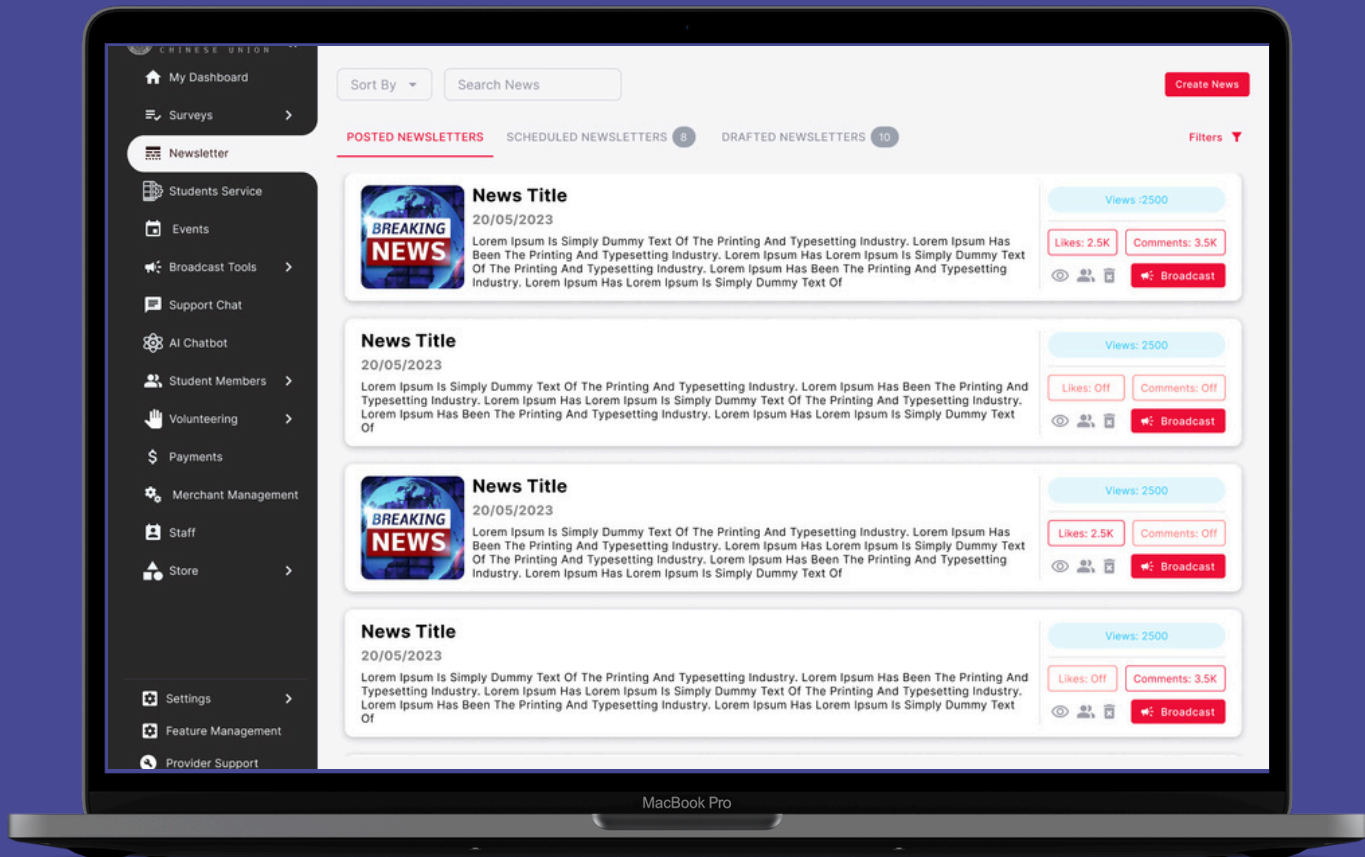 CHINESE UNION
My Dashboard
Surveys
Newsletter
Students Service
Events
Broadcast Tools
Support Chat
AI Chatbot
Student Members
Volunteering
Payments
Merchant Management
Staff
Store
Settings
Feature Management
Provider Support
Sort By
Search News
Create News
POSTED NEWSLETTERS
SCHEDULED NEWSLETTERS 8
DRAFTED NEWSLETTERS 10
Filters
BREAKING
NEWS
News Title
20/05/2023
Lorem Ipsum Is Simply Dummy Text Of The Printing And Typesetting Industry. Lorem Ipsum Has
Been The Printing And Typesetting Industry. Lorem Ipsum Has Lorem Ipsum Is Simply Dummy Text
Of The Printing And Typesetting Industry. Lorem Ipsum Has Been The Printing And Typesetting
Industry. Lorem Ipsum Has Lorem Ipsum Is Simply Dummy Text Of
Views :2500
Likes: 2.5K
Comments: 3.5K
Broadcast
News Title
20/05/2023
Lorem Ipsum Is Simply Dummy Text Of The Printing And Typesetting Industry. Lorem Ipsum Has Been The Printing And
Typesetting Industry. Lorem Ipsum Has Lorem Ipsum Is Simply Dummy Text Of The Printing And Typesetting Industry.
Lorem Ipsum Has Been The Printing And Typesetting Industry. Lorem Ipsum Has Lorem Ipsum Is Simply Dummy Text
Of
Views: 2500
Likes: Off
Comments: Off
Broadcast
BREAKING
NEWS
News Title
20/05/2023
Lorem Ipsum Is Simply Dummy Text Of The Printing And Typesetting Industry. Lorem Ipsum Has
Been The Printing And Typesetting Industry. Lorem Ipsum Has Lorem Ipsum Is Simply Dummy Text
Of The Printing And Typesetting Industry. Lorem Ipsum Has Been The Printing And Typesetting
Industry. Lorem Ipsum Has Lorem Ipsum Is Simply Dummy Text Of
Views: 2500
Likes: 2.5K
Comments: Off
Broadcast
News Title
20/05/2023
Lorem Ipsum Is Simply Dummy Text Of The Printing And Typesetting Industry. Lorem Ipsum Has Been The Printing And
Typesetting Industry. Lorem Ipsum Has Lorem Ipsum Is Simply Dummy Text Of The Printing And Typesetting Industry.
Lorem Ipsum Has Been The Printing And Typesetting Industry. Lorem Ipsum Has Lorem Ipsum Is Simply Dummy Text
Of
Views: 2500
Likes: Off
Comments: 3.5K
Broadcast
MacBook Pro